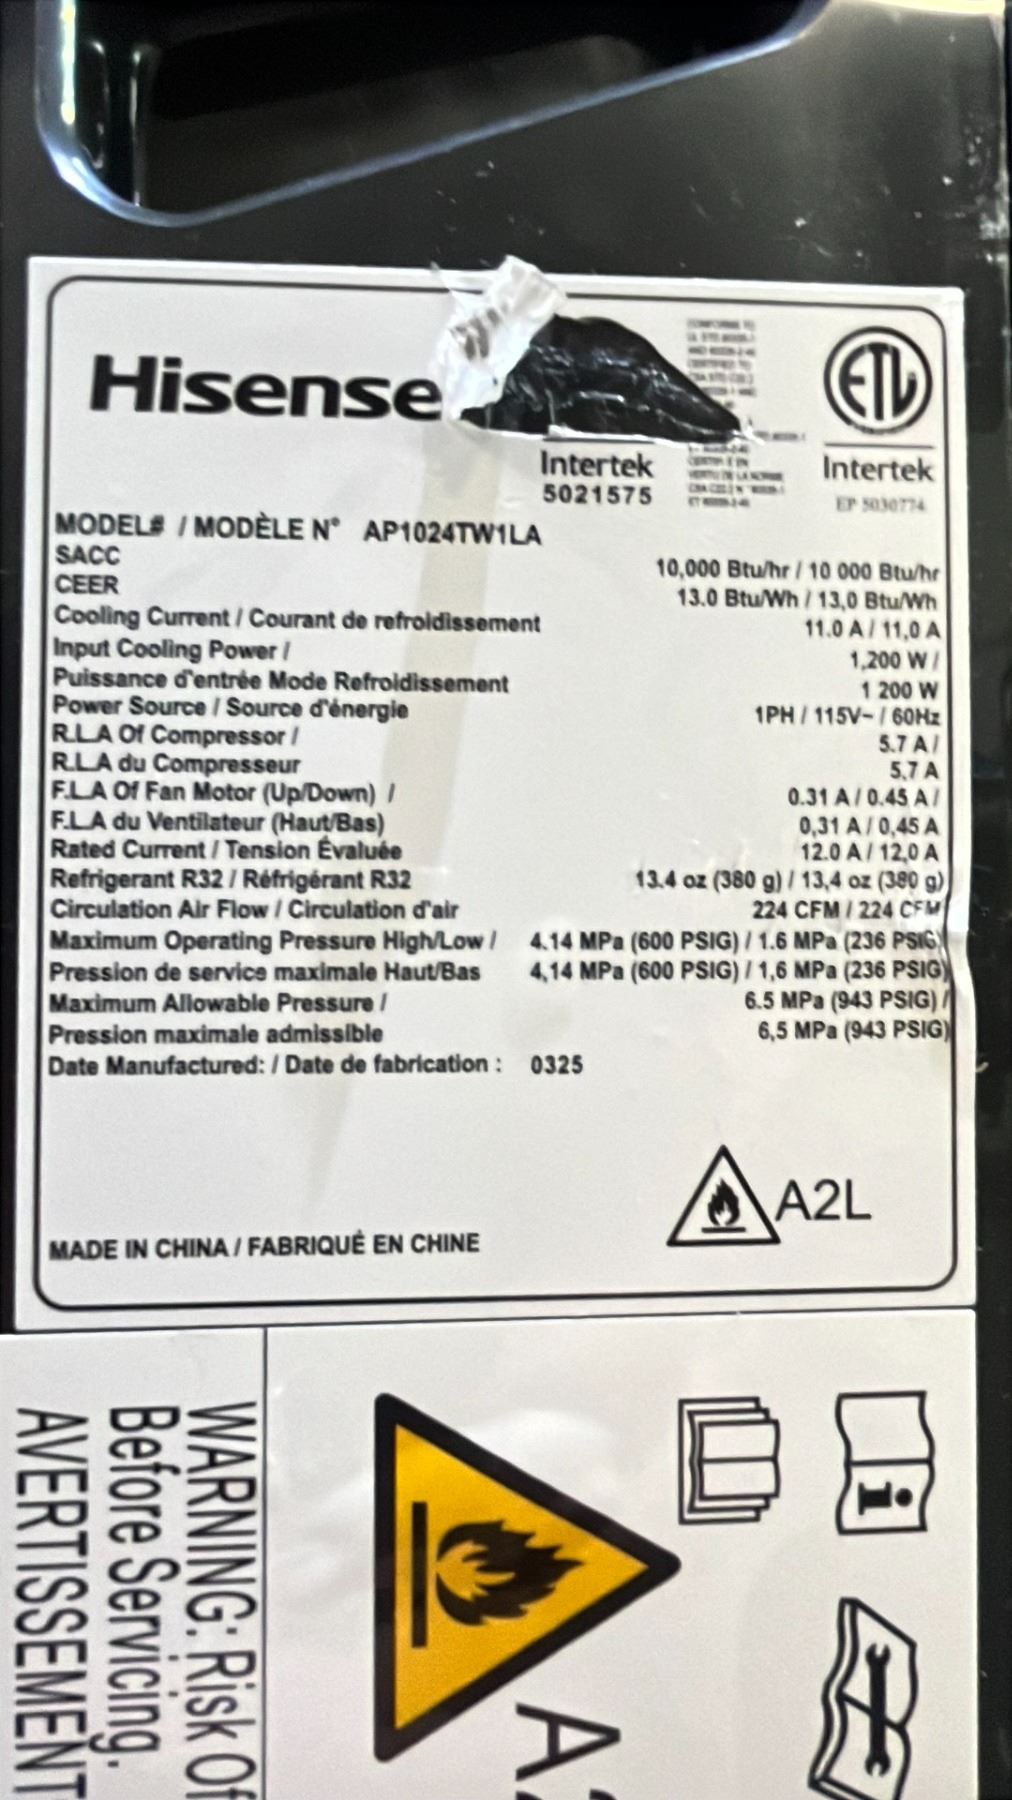 Hisense
ETL
Intertek
5021575
Intertek
EP 5030774
MODEL# / MODÈLE N° AP1024TW1LA
SACC 10,000 Btu/hr / 10 000 Btu/hr
CEER 13.0 Btu/Wh / 13,0 Btu/Wh
Cooling Current / Courant de refroidissement 11.0 A / 11,0 A
Input Cooling Power / 1,200 W /
Puissance d'entrée Mode Refroidissement 1 200 W
Power Source / Source d'énergie 1PH / 115V~ / 60Hz
R.L.A Of Compressor / 5.7 A /
R.L.A du Compresseur 5,7 A
F.L.A Of Fan Motor (Up/Down) / 0.31 A / 0.45 A /
F.L.A du Ventilateur (Haut/Bas) 0,31 A / 0,45 A
Rated Current / Tension Évaluée 12.0 A / 12,0 A
Refrigerant R32 / Réfrigérant R32 13.4 oz (380 g) / 13,4 oz (380 g)
Circulation Air Flow / Circulation d'air 224 CFM / 224 CFM
Maximum Operating Pressure High/Low / 4.14 MPa (600 PSIG) / 1.6 MPa (236 PSIG)
Pression de service maximale Haut/Bas 4,14 MPa (600 PSIG) / 1,6 MPa (236 PSIG)
Maximum Allowable Pressure / 6.5 MPa (943 PSIG) /
Pression maximale admissible 6,5 MPa (943 PSIG)
Date Manufactured: / Date de fabrication : 0325
A2L
MADE IN CHINA / FABRIQUÉ EN CHINE
WARNING: Risk Of
Before Servicing.
AVERTISSEMENT
A2